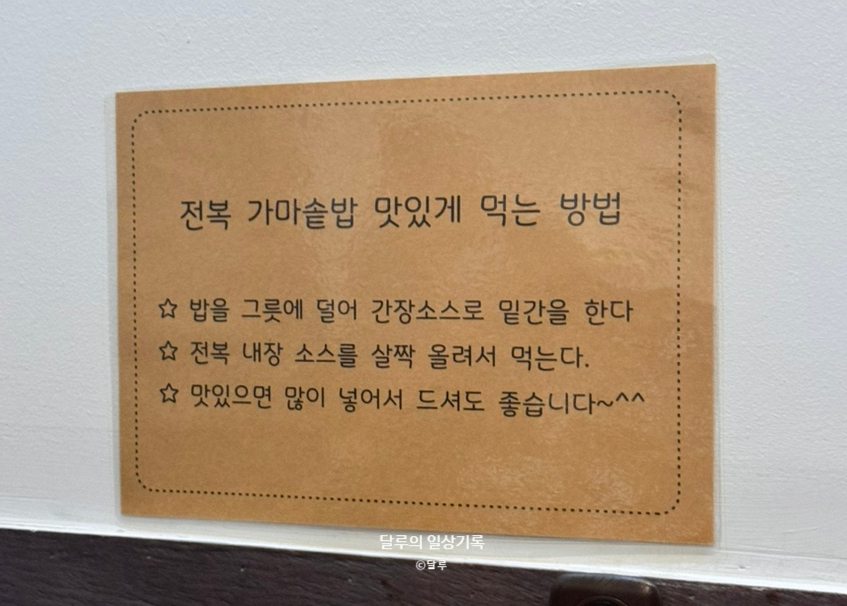 전복 가마솥밥 맛있게 먹는 방법
☆ 밥을 그릇에 덜어 간장소스로 밑간을 한다
☆ 전복 내장 소스를 살짝 올려서 먹는다.
☆ 맛있으면 많이 넣어서 드셔도 좋습니다~^^
달루의 일상기록
©달루